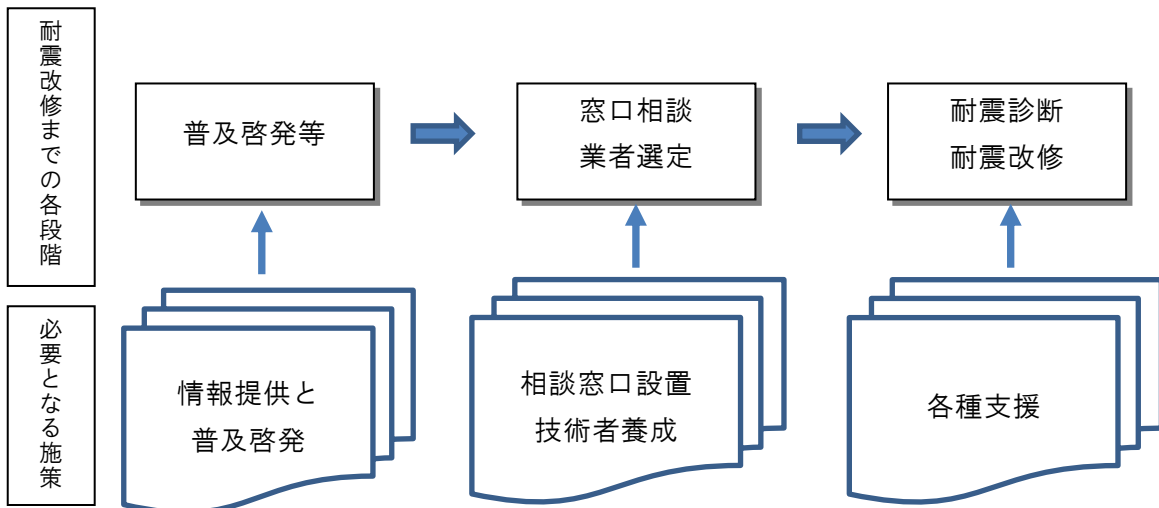 耐震改修までの各段階
普及啓発等
窓口相談
業者選定
耐震診断
耐震改修
必要となる施策
情報提供と
普及啓発
相談窓口設置
技術者養成
各種支援